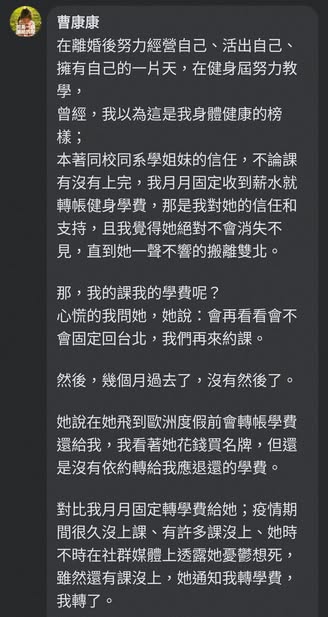 曹康康
在離婚後努力經營自己、活出自己、
擁有自己的一片天，在健身屆努力教
學，
曾經，我以為這是我身體健康的榜
樣；
本著同校同系學姐妹的信任，不論課
有沒有上完，我月月固定收到薪水就
轉帳健身學費，那是我對她的信任和
支持，且我覺得她絕對不會消失不
見，直到她一聲不響的搬離雙北。
那，我的課我的學費呢？
心慌的我問她，她說：會再看看會不
會固定回台北，我們再來約課。
然後，幾個月過去了，沒有然後了。
她說在她飛到歐洲度假前會轉帳學費
還給我，我看著她花錢買名牌，但還
是沒有依約轉給我應退還的學費。
對比我月月固定轉學費給她；疫情期
間很久沒上課、有許多課沒上、她時
不時在社群媒體上透露她憂鬱想死，
雖然還有課沒上，她通知我轉學費，
我轉了。